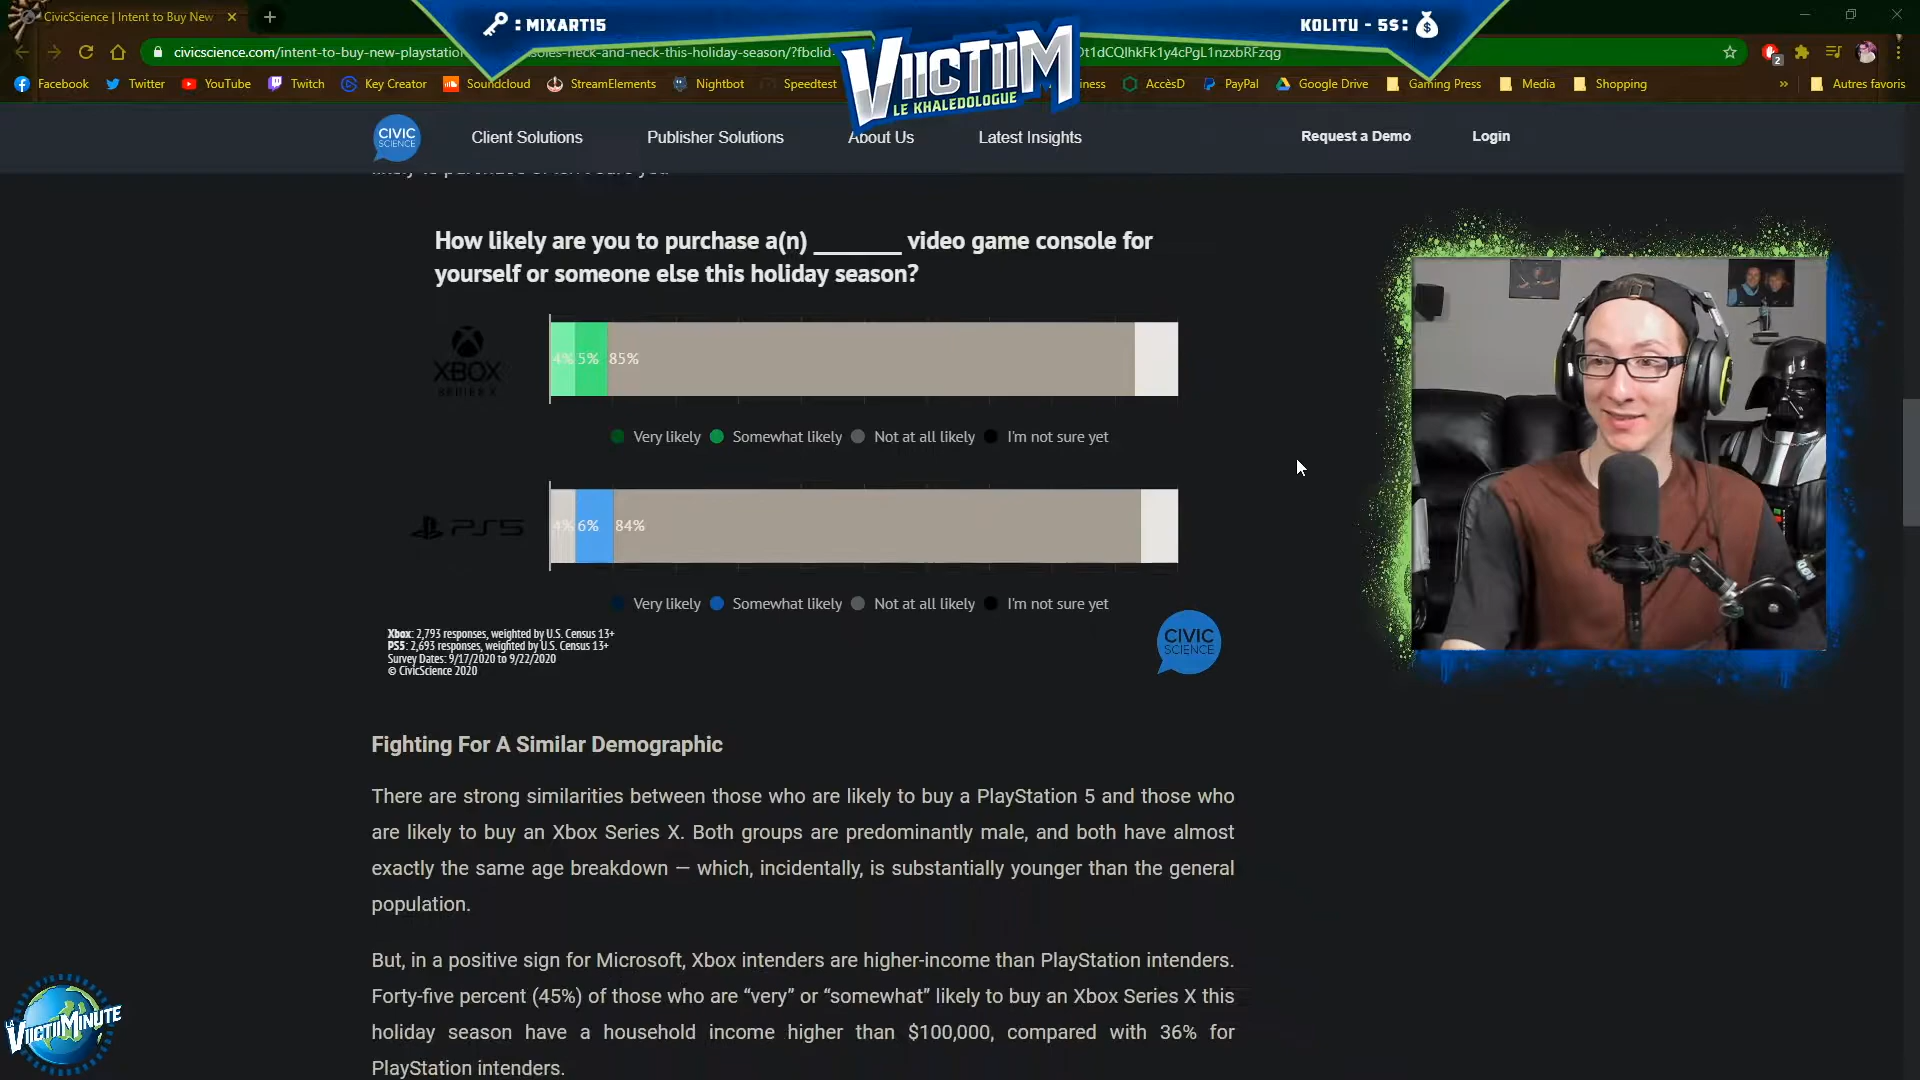 CivicScience | Intent to Buy New
: MIXART15
KOLITU - 5$:
VIICTIIM
LE KHALEDOLOGUE
2
Facebook Twitter YouTube Twitch Key Creator Soundcloud StreamElements Nightbot Speedtest AccèsD PayPal Google Drive Gaming Press Media Shopping » Autres favoris
CIVIC
SCIENCE
Client Solutions Publisher Solutions About Us Latest Insights Request a Demo Login
How likely are you to purchase a(n) _______ video game console for
yourself or someone else this holiday season?
XBOX
SERIES X
4% 5% 85%
Very likely Somewhat likely Not at all likely I'm not sure yet
PS5
4% 6% 84%
Very likely Somewhat likely Not at all likely I'm not sure yet
Xbox: 2,793 responses, weighted by U.S. Census 13+
PS5: 2,693 responses, weighted by U.S. Census 13+
Survey Dates: 9/17/2020 to 9/22/2020
© CivicScience 2020
CIVIC
SCIENCE
Fighting For A Similar Demographic
There are strong similarities between those who are likely to buy a PlayStation 5 and those who
are likely to buy an Xbox Series X. Both groups are predominantly male, and both have almost
exactly the same age breakdown — which, incidentally, is substantially younger than the general
population.
But, in a positive sign for Microsoft, Xbox intenders are higher-income than PlayStation intenders.
Forty-five percent (45%) of those who are “very” or “somewhat” likely to buy an Xbox Series X this
holiday season have a household income higher than $100,000, compared with 36% for
PlayStation intenders.
LA
VIICTIIMINUTE